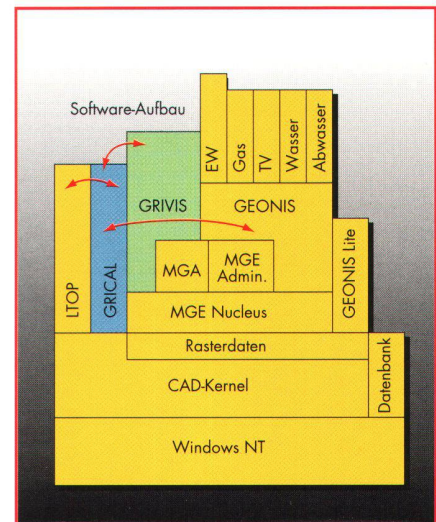 Software-Aufbau
EW
Gas
TV
Wasser
Abwasser
GRIVIS
GEONIS
LTOP
GRICAL
MGA
MGE
Admin.
GEONIS Lite
MGE Nucleus
Rasterdaten
CAD-Kernel
Datenbank
Windows NT